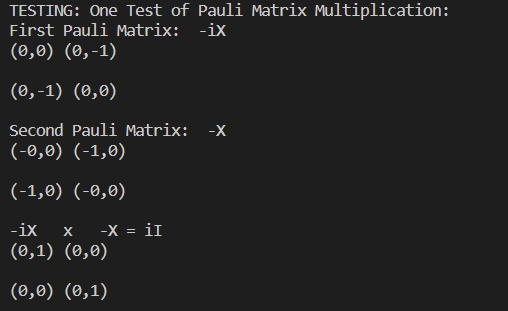 TESTING: One Test of Pauli Matrix Multiplication:
First Pauli Matrix:  -iX
(0,0) (0,-1)
(0,-1) (0,0)
Second Pauli Matrix:  -X
(-0,0) (-1,0)
(-1,0) (-0,0)
-iX   x   -X = iI
(0,1) (0,0)
(0,0) (0,1)